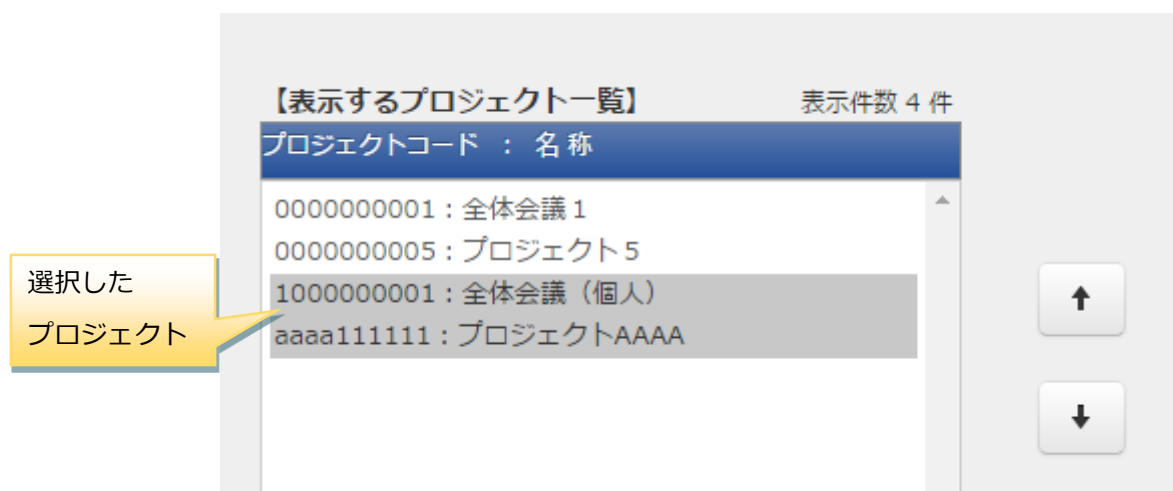 【表示するプロジェクト一覧】 表示件数 4 件
プロジェクトコード : 名 称
0000000001 : 全体会議 1
0000000005 : プロジェクト 5
1000000001 : 全体会議（個人）
aaaa111111 : プロジェクトAAAA
選択した
プロジェクト